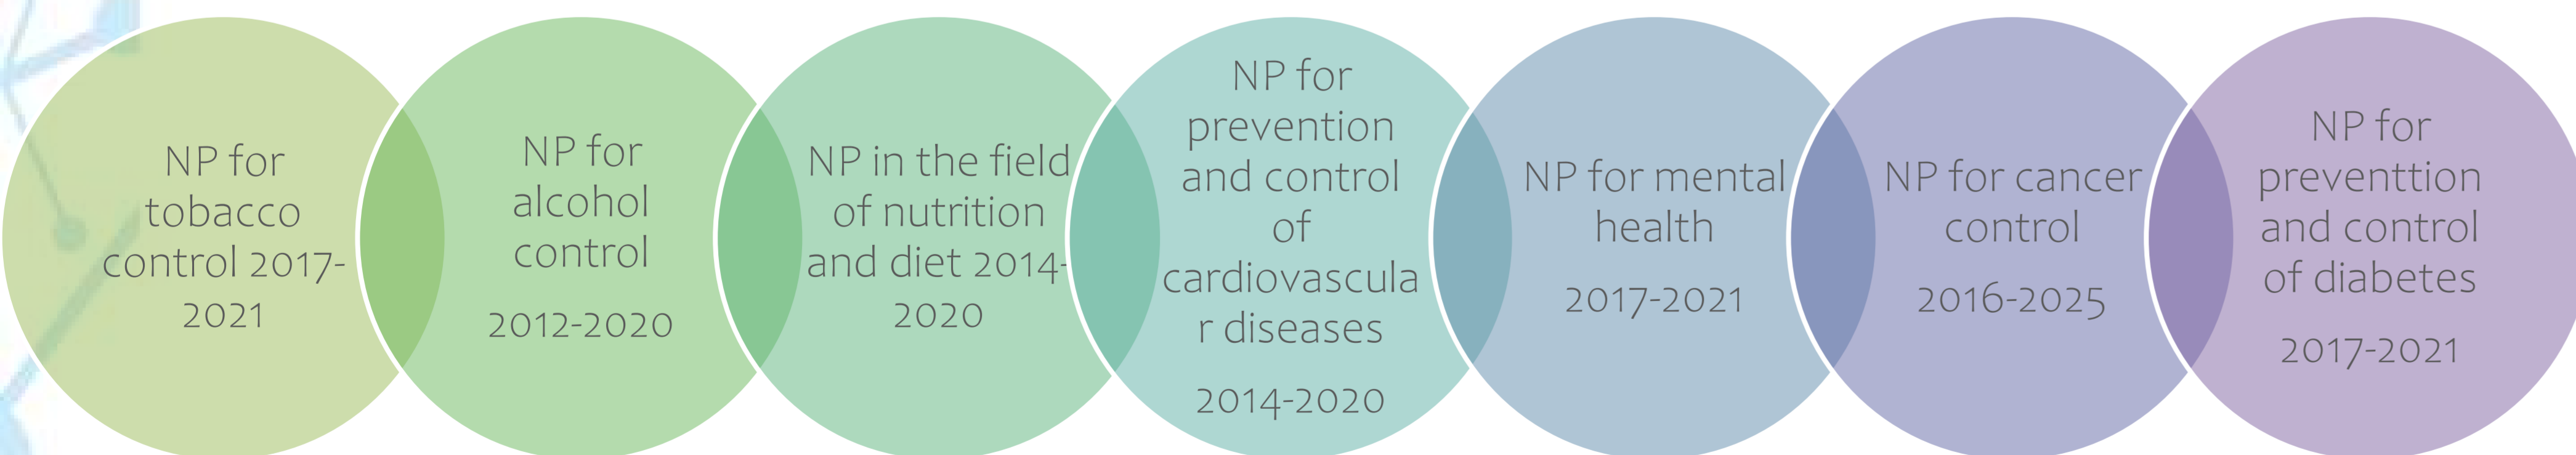 NP for
tobacco
control 2017-
2021
NP for
alcohol
control
2012-2020
NP in the field
of nutrition
and diet 2014-
2020
NP for
prevention
and control
of
cardiovascula
r diseases
2014-2020
NP for mental
health
2017-2021
NP for cancer
control
2016-2025
NP for
preventtion
and control
of diabetes
2017-2021